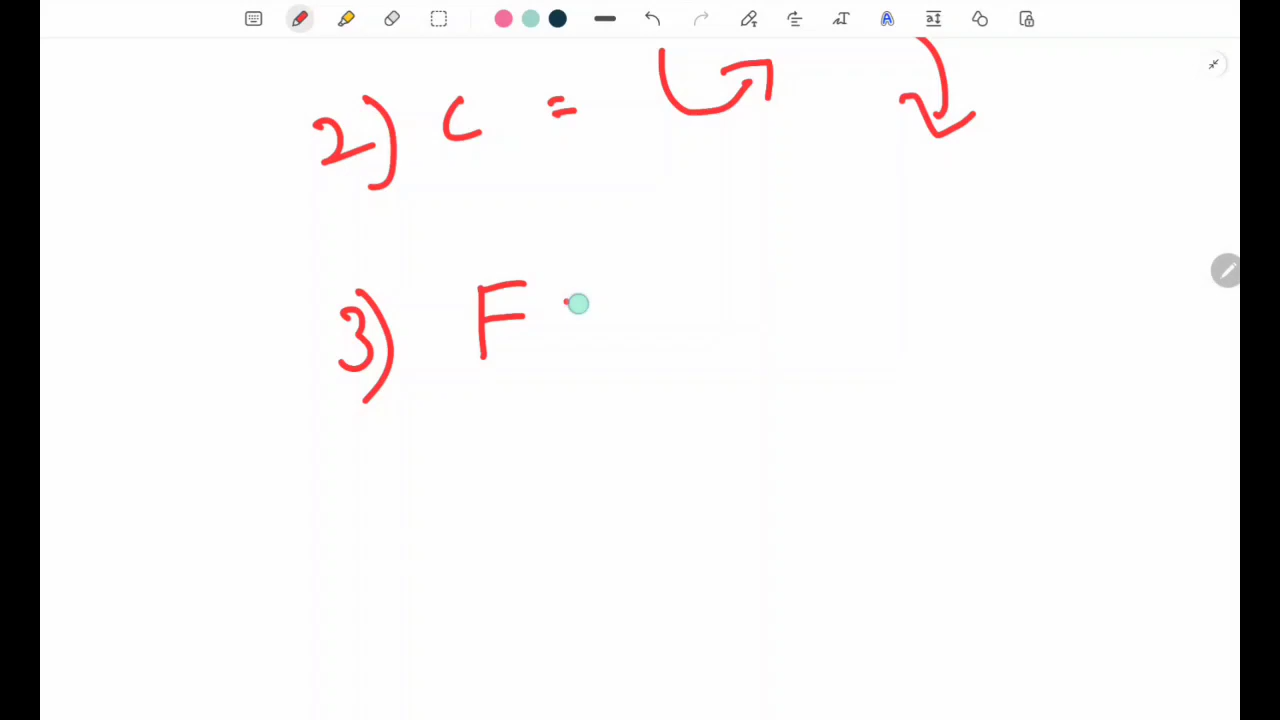 2) C =
3) F